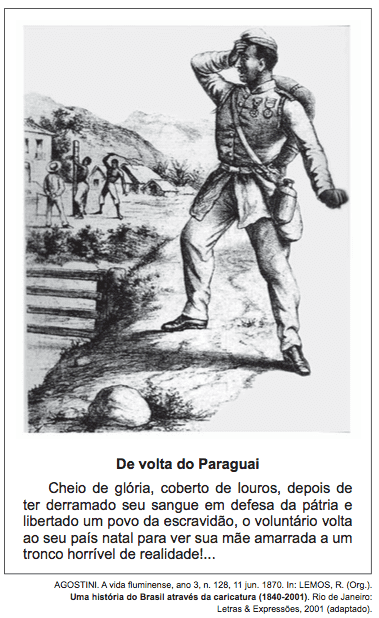 De volta do Paraguai
Cheio de glória, coberto de louros, depois de
ter derramado seu sangue em defesa da pátria e
libertado um povo da escravidão, o voluntário volta
ao seu país natal para ver sua mãe amarrada a um
tronco horrível de realidade!...
AGOSTINI. A vida fluminense, ano 3, n. 128, 11 jun. 1870. In: LEMOS, R. (Org.).
Uma história do Brasil através da caricatura (1840-2001). Rio de Janeiro:
Letras & Expressões, 2001 (adaptado).